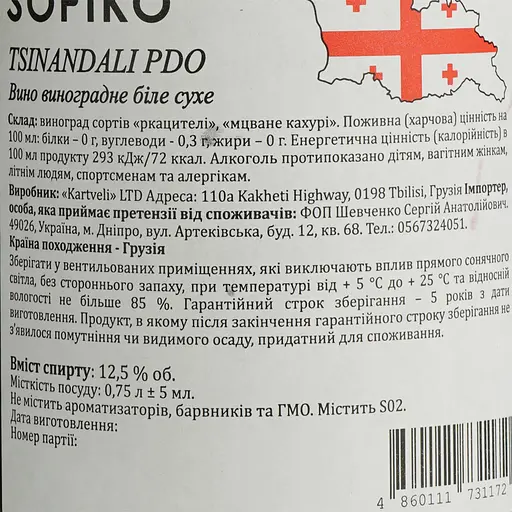 SOFIKO
TSINANDALI PDO
Вино виноградне біле сухе
Склад: виноград сортів «ркацителі», «мцване кахурі». Поживна (харчова) цінність на
100 мл: білки – 0 г, вуглеводи - 0,3 г, жири – 0 г. Енергетична цінність (калорійність) в
100 мл продукту 293 кДж/72 ккал. Алкоголь протипоказано дітям, вагітним жінкам,
літнім людям, спортсменам та алергікам.
Виробник: «Kartveli» LTD Адреса: 110a Kakheti Highway, 0198 Tbilisi, Грузія Імпортер,
особа, яка приймає претензії від споживачів: ФОП Шевченко Сергій Анатолійович.
49026, Україна, м. Дніпро, вул. Артеківська, буд. 12, кв. 68. Тел.: 0567324051.
Країна походження - Грузія
Зберігати у вентильованих приміщеннях, які виключають вплив прямого сонячного
світла, без стороннього запаху, при температурі від + 5 °C до + 25 °C та відносній
вологості не більше 85 %. Гарантійний строк зберігання – 5 років з дати
виготовлення. Продукт, в якому після закінчення гарантійного строку зберігання не
з'явилося помутніння чи видимого осаду, придатний для споживання.
Вміст спирту: 12,5 % об.
Місткість посуду: 0,75 л ± 5 мл.
Не містить ароматизаторів, барвників та ГМО. Містить SO2.
Дата виготовлення:
Номер партії:
4 860111 731172